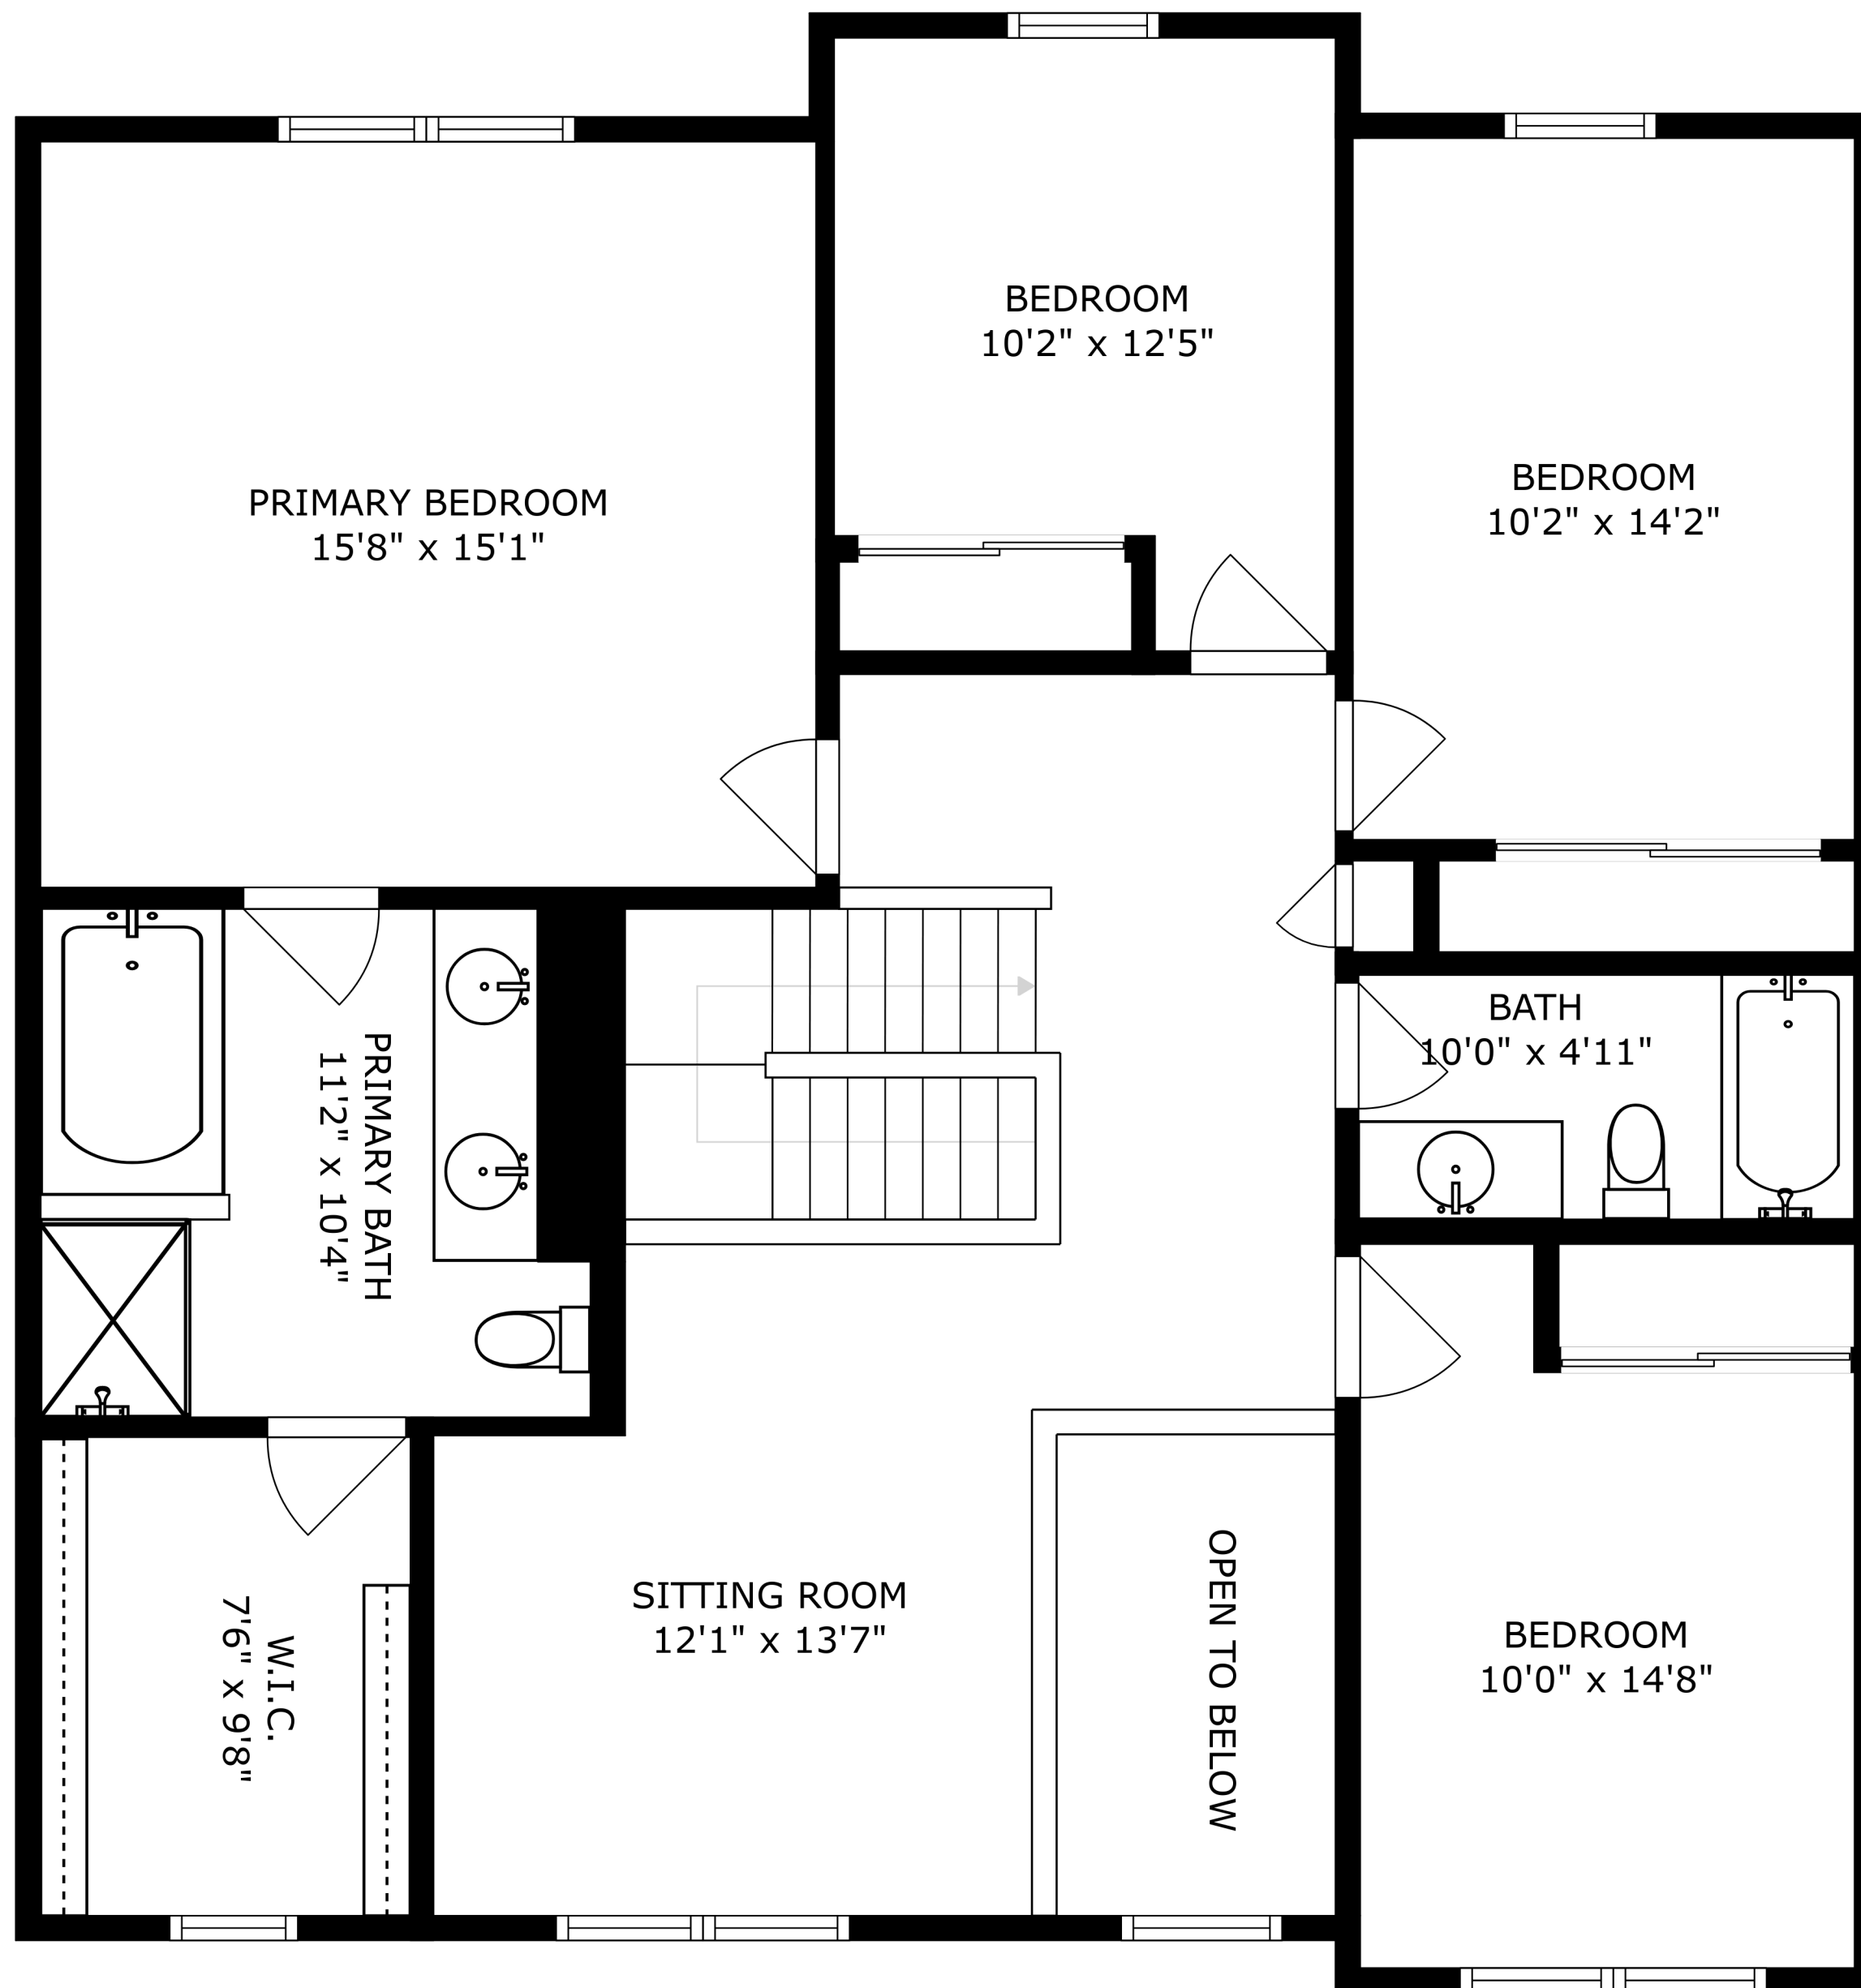 BEDROOM
10'2" x 12'5"
BEDROOM
10'2" x 14'2"
PRIMARY BEDROOM
15'8" x 15'1"
BATH
10'0" x 4'11"
PRIMARY BATH
11'2" x 10'4"
SITTING ROOM
12'1" x 13'7"
OPEN TO BELOW
BEDROOM
10'0" x 14'8"
W.I.C.
7'6" x 9'8"